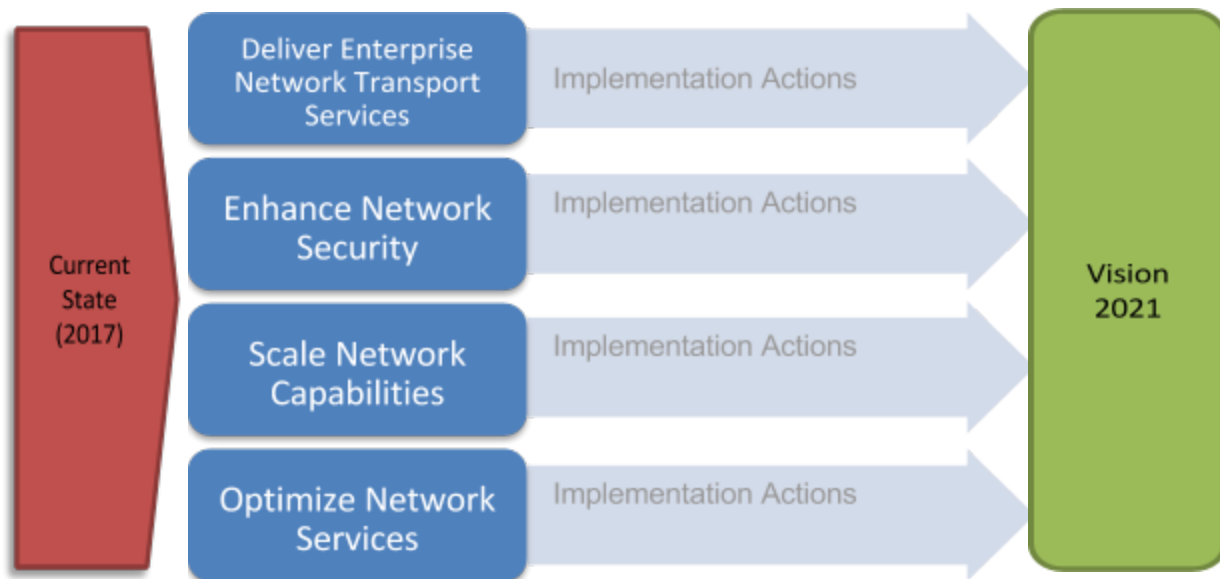 Current
State
(2017)
Deliver Enterprise
Network Transport
Services
Implementation Actions
Enhance Network
Security
Implementation Actions
Scale Network
Capabilities
Implementation Actions
Optimize Network
Services
Implementation Actions
Vision
2021